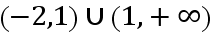 (−2,1) ∪ (1, + ∞)